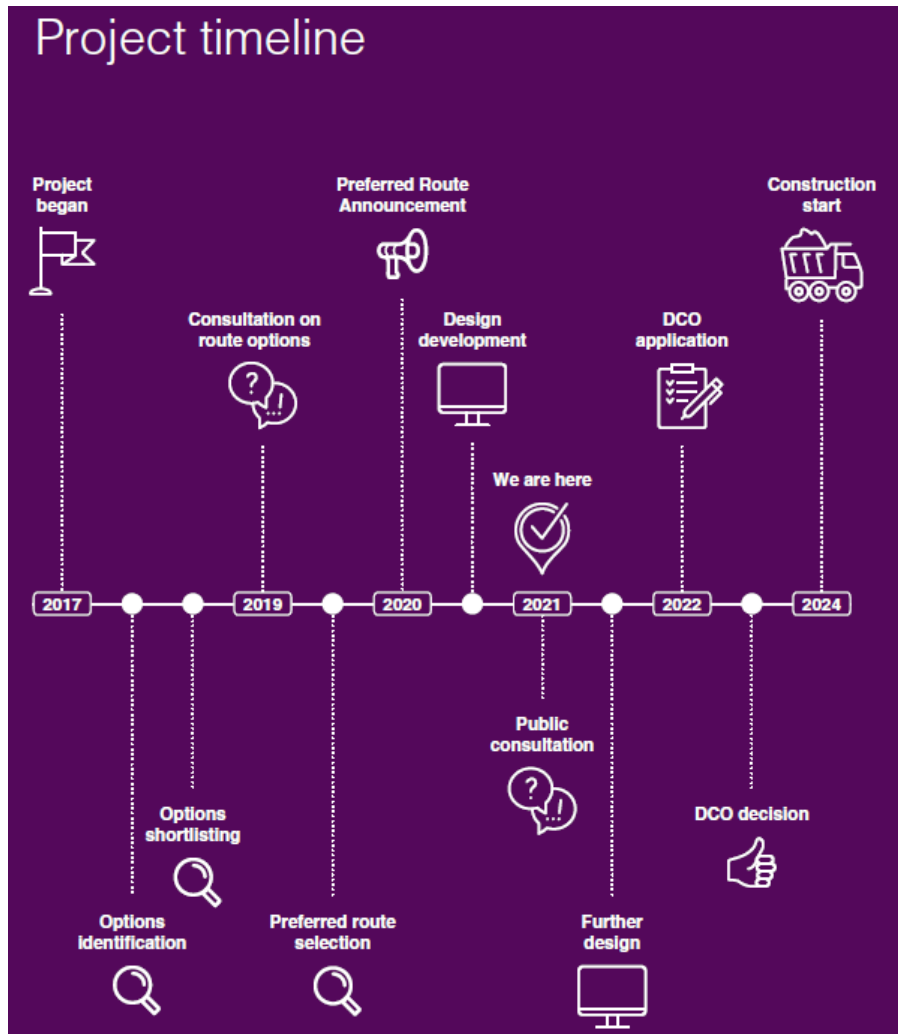 Project timeline
Project
began
Preferred Route
Announcement
Construction
start
Consultation on
route options
Design
development
DCO
application
We are here
2017
2019
2020
2021
2022
2024
Public
consultation
Options
shortlisting
DCO decision
Options
identification
Preferred route
selection
Further
design